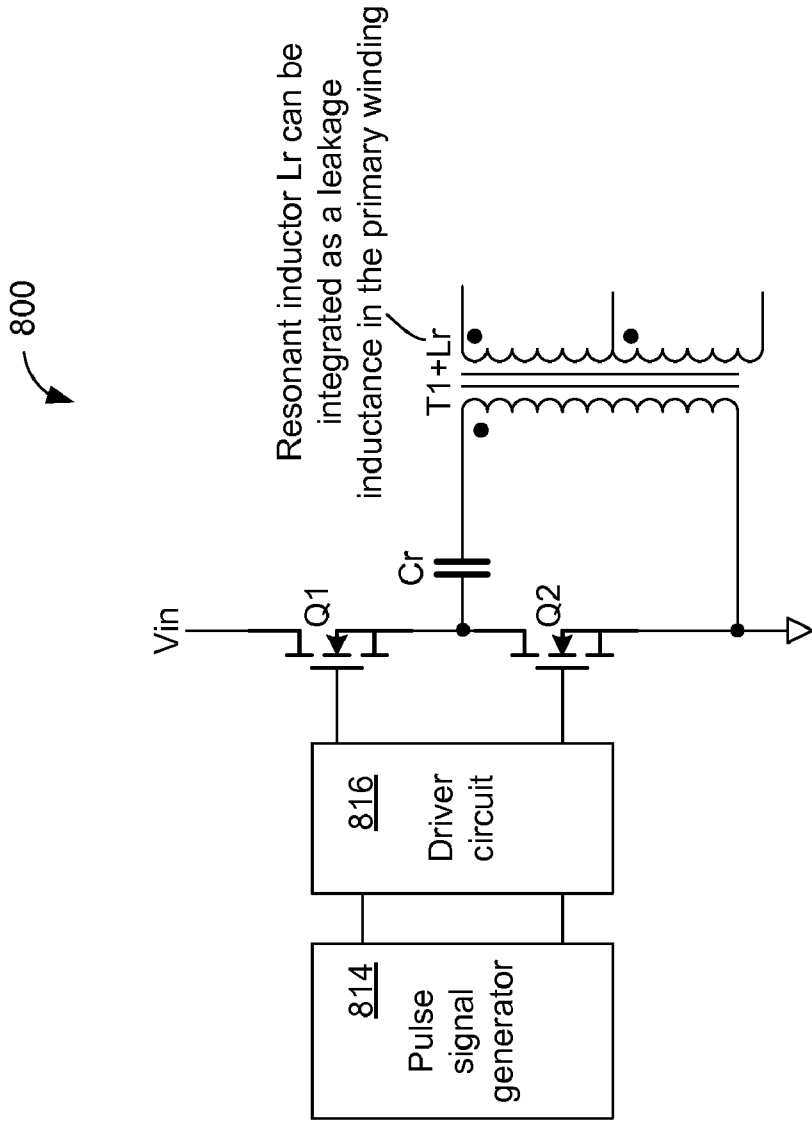 800
Resonant inductor Lr can be
integrated as a leakage
inductance in the primary winding
Vin
Q1
Cr
T1+Lr
Q2
814
Pulse
signal
generator
816
Driver
circuit